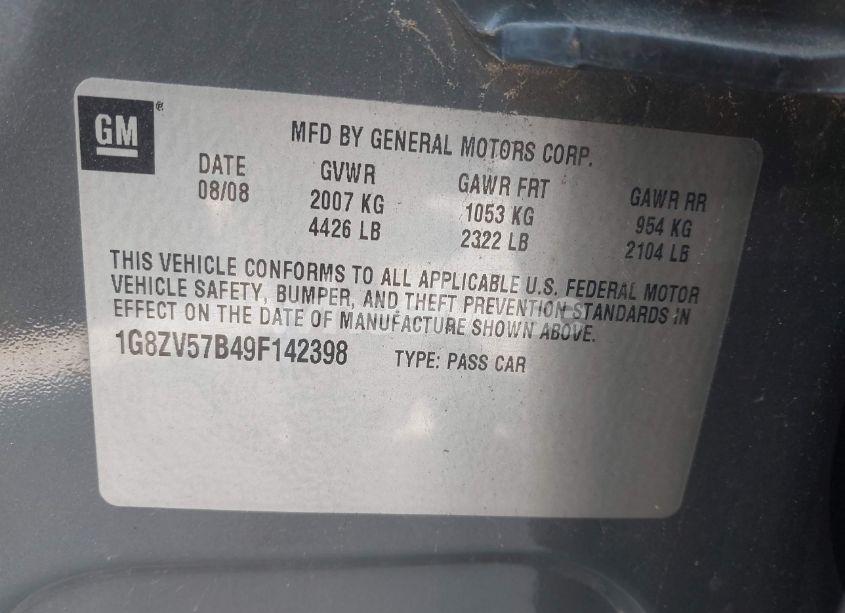 GM ®
MFD BY GENERAL MOTORS CORP.
DATE GVWR GAWR FRT GAWR RR
08/08 2007 KG 1053 KG 954 KG
4426 LB 2322 LB 2104 LB
THIS VEHICLE CONFORMS TO ALL APPLICABLE U.S. FEDERAL MOTOR
VEHICLE SAFETY, BUMPER, AND THEFT PREVENTION STANDARDS IN
EFFECT ON THE DATE OF MANUFACTURE SHOWN ABOVE.
1G8ZV57B49F142398 TYPE: PASS CAR